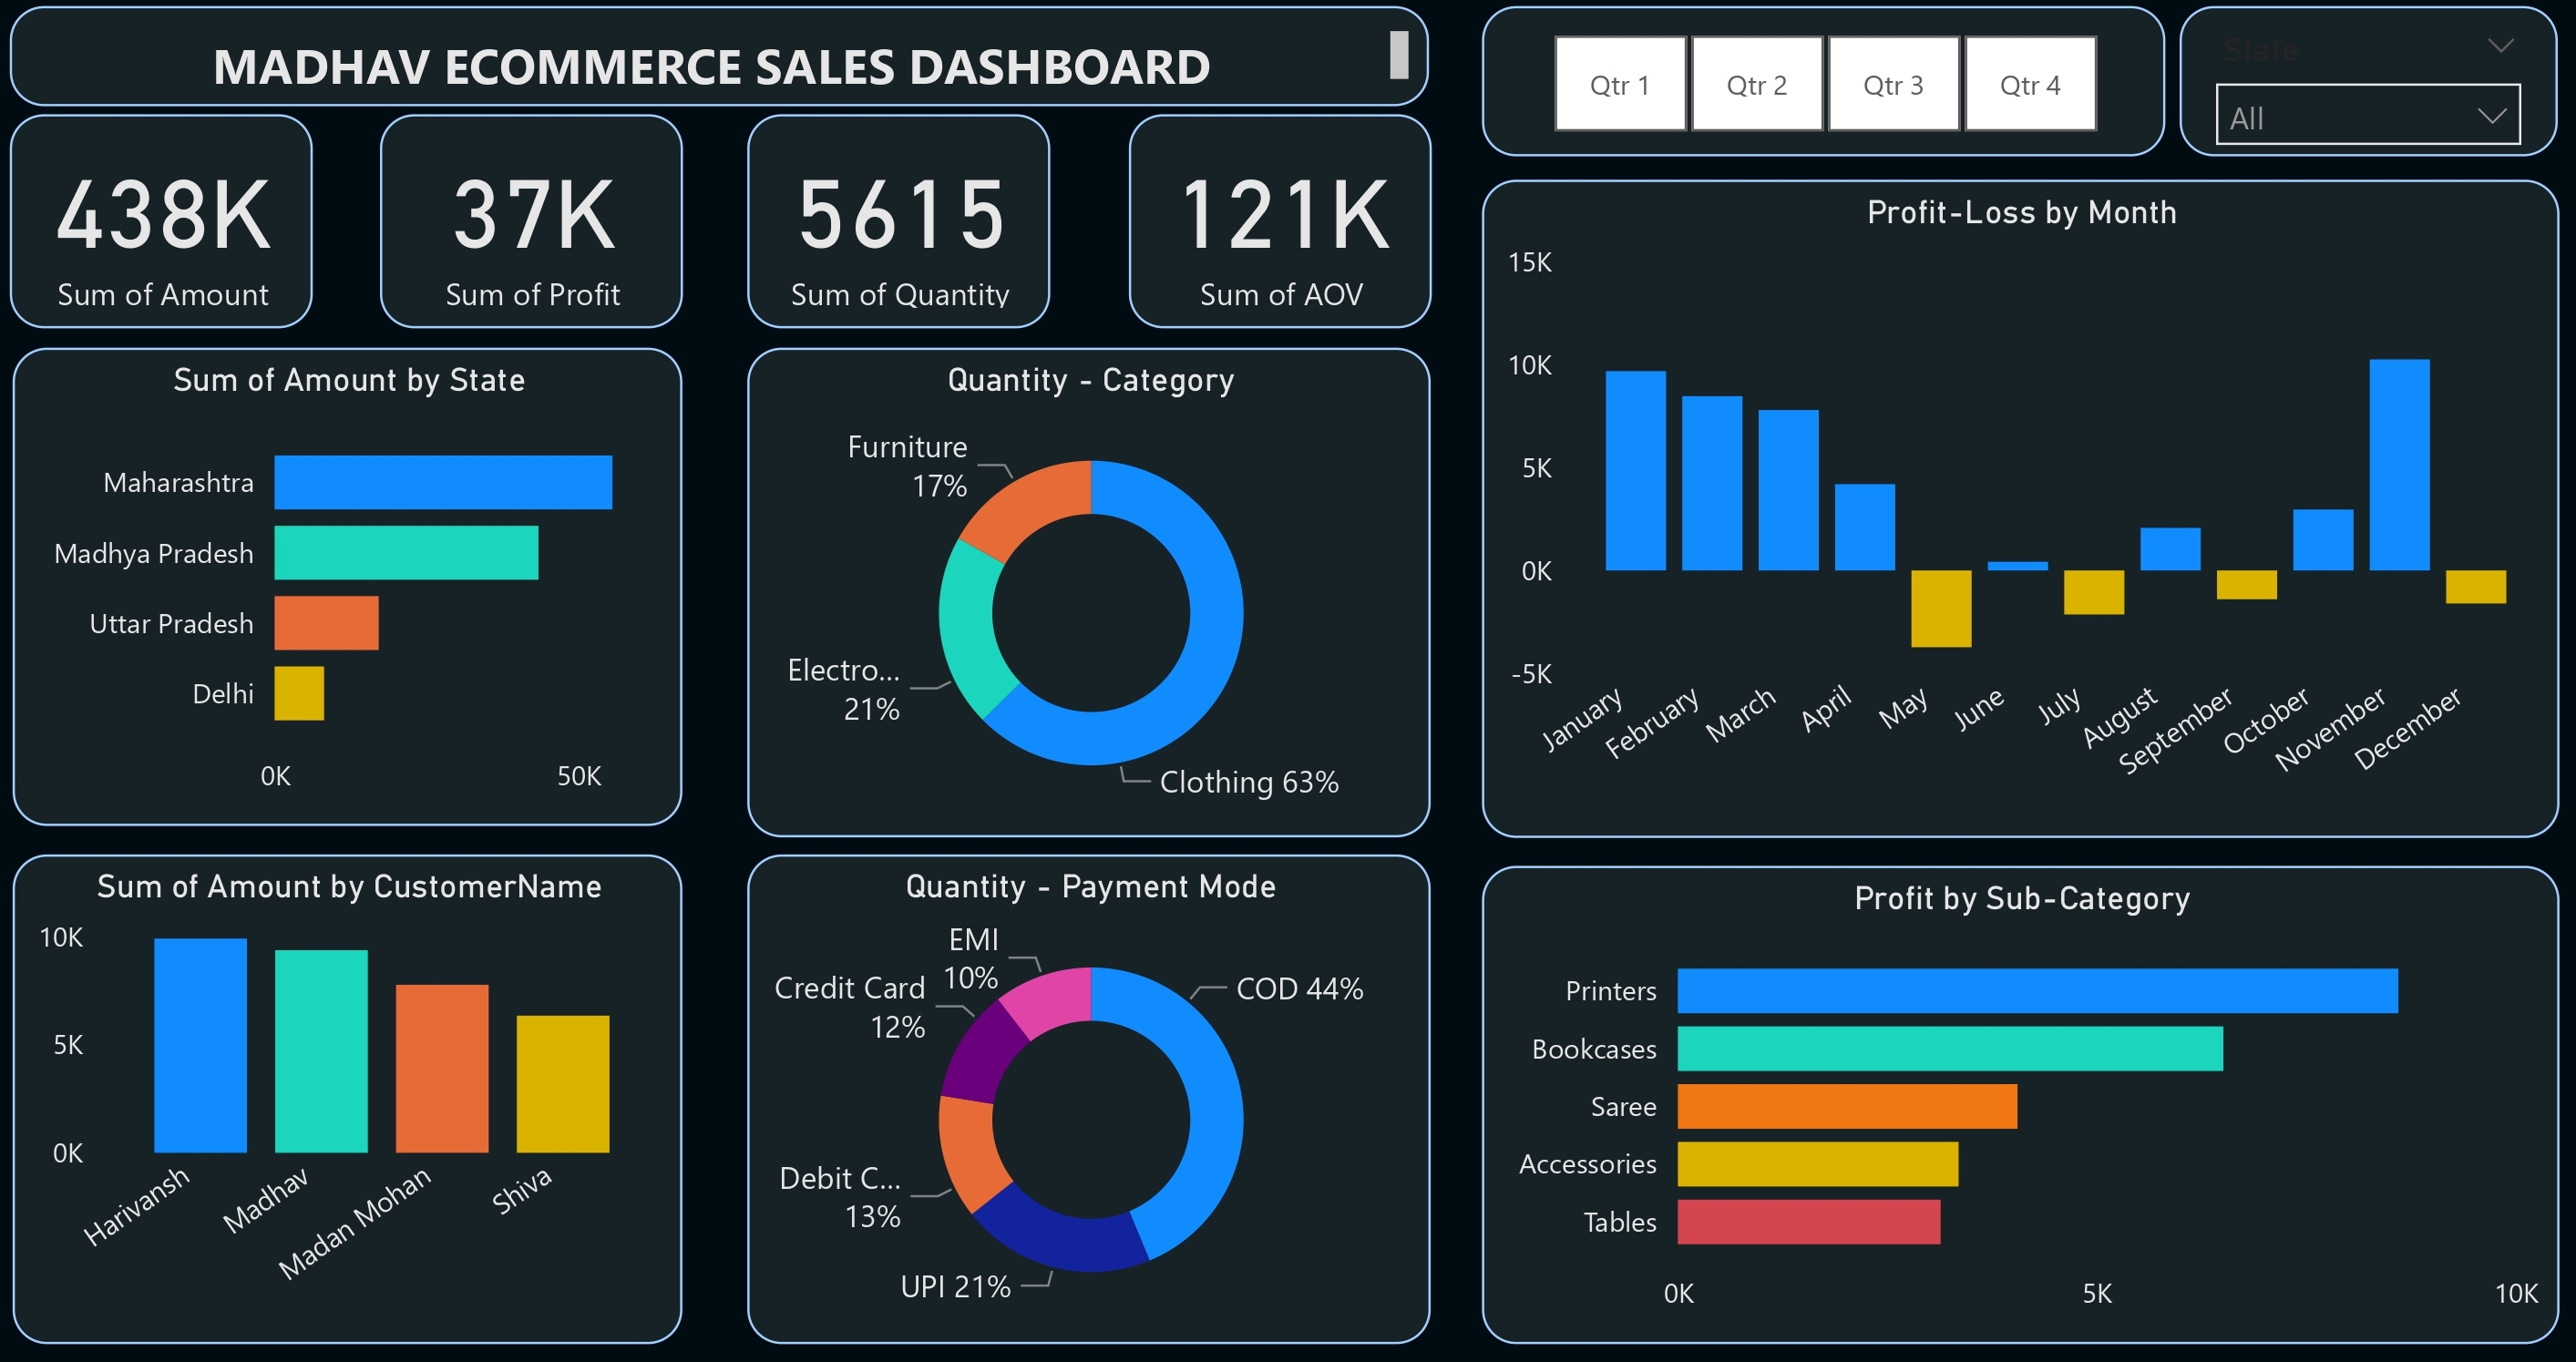 MADHAV ECOMMERCE SALES DASHBOARD
Qtr 1
Qtr 2
Qtr 3
Qtr 4
State
All
438K
Sum of Amount
37K
Sum of Profit
5615
Sum of Quantity
121K
Sum of AOV
Sum of Amount by State
Maharashtra
Madhya Pradesh
Uttar Pradesh
Delhi
0K
50K
Quantity - Category
Furniture
17%
Electro...
21%
Clothing 63%
Profit-Loss by Month
15K
10K
5K
0K
-5K
January
February
March
April
May
June
July
August
September
October
November
December
Sum of Amount by CustomerName
10K
5K
0K
Harivansh
Madhav
Madan Mohan
Shiva
Quantity - Payment Mode
EMI
10%
Credit Card
12%
COD 44%
Debit C...
13%
UPI 21%
Profit by Sub-Category
Printers
Bookcases
Saree
Accessories
Tables
0K
5K
10K